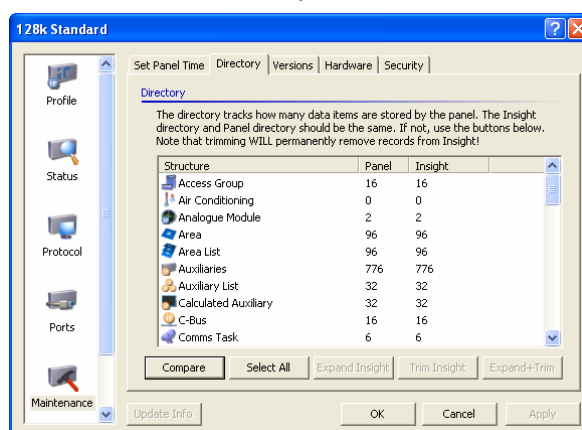 128k Standard
Profile
Status
Protocol
Ports
Maintenance
Set Panel Time Directory Versions Hardware Security
Directory
The directory tracks how many data items are stored by the panel. The Insight
directory and Panel directory should be the same. If not, use the buttons below.
Note that trimming WILL permanently remove records from Insight!
Structure Panel Insight
Access Group 16 16
Air Conditioning 0 0
Analogue Module 2 2
Area 96 96
Area List 96 96
Auxiliaries 776 776
Auxiliary List 32 32
Calculated Auxiliary 32 32
C-Bus 16 16
Comms Task 6 6
Compare Select All Expand Insight Trim Insight Expand+Trim
Update Info OK Cancel Apply